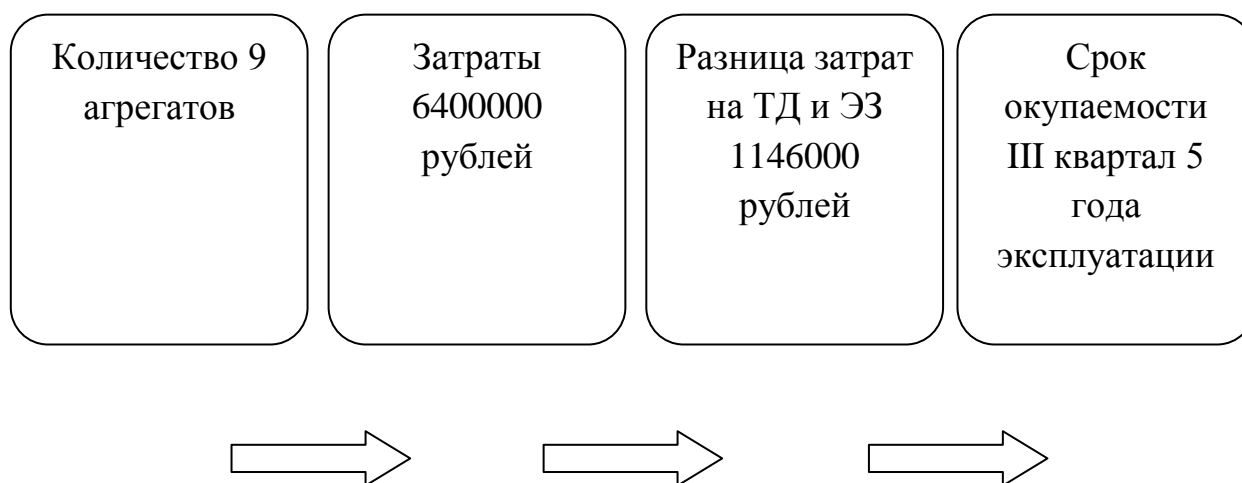 Количество 9
агрегатов
Затраты
6400000
рублей
Разница затрат
на ТД и ЭЗ
1146000
рублей
Срок
окупаемости
III квартал 5
года
эксплуатации